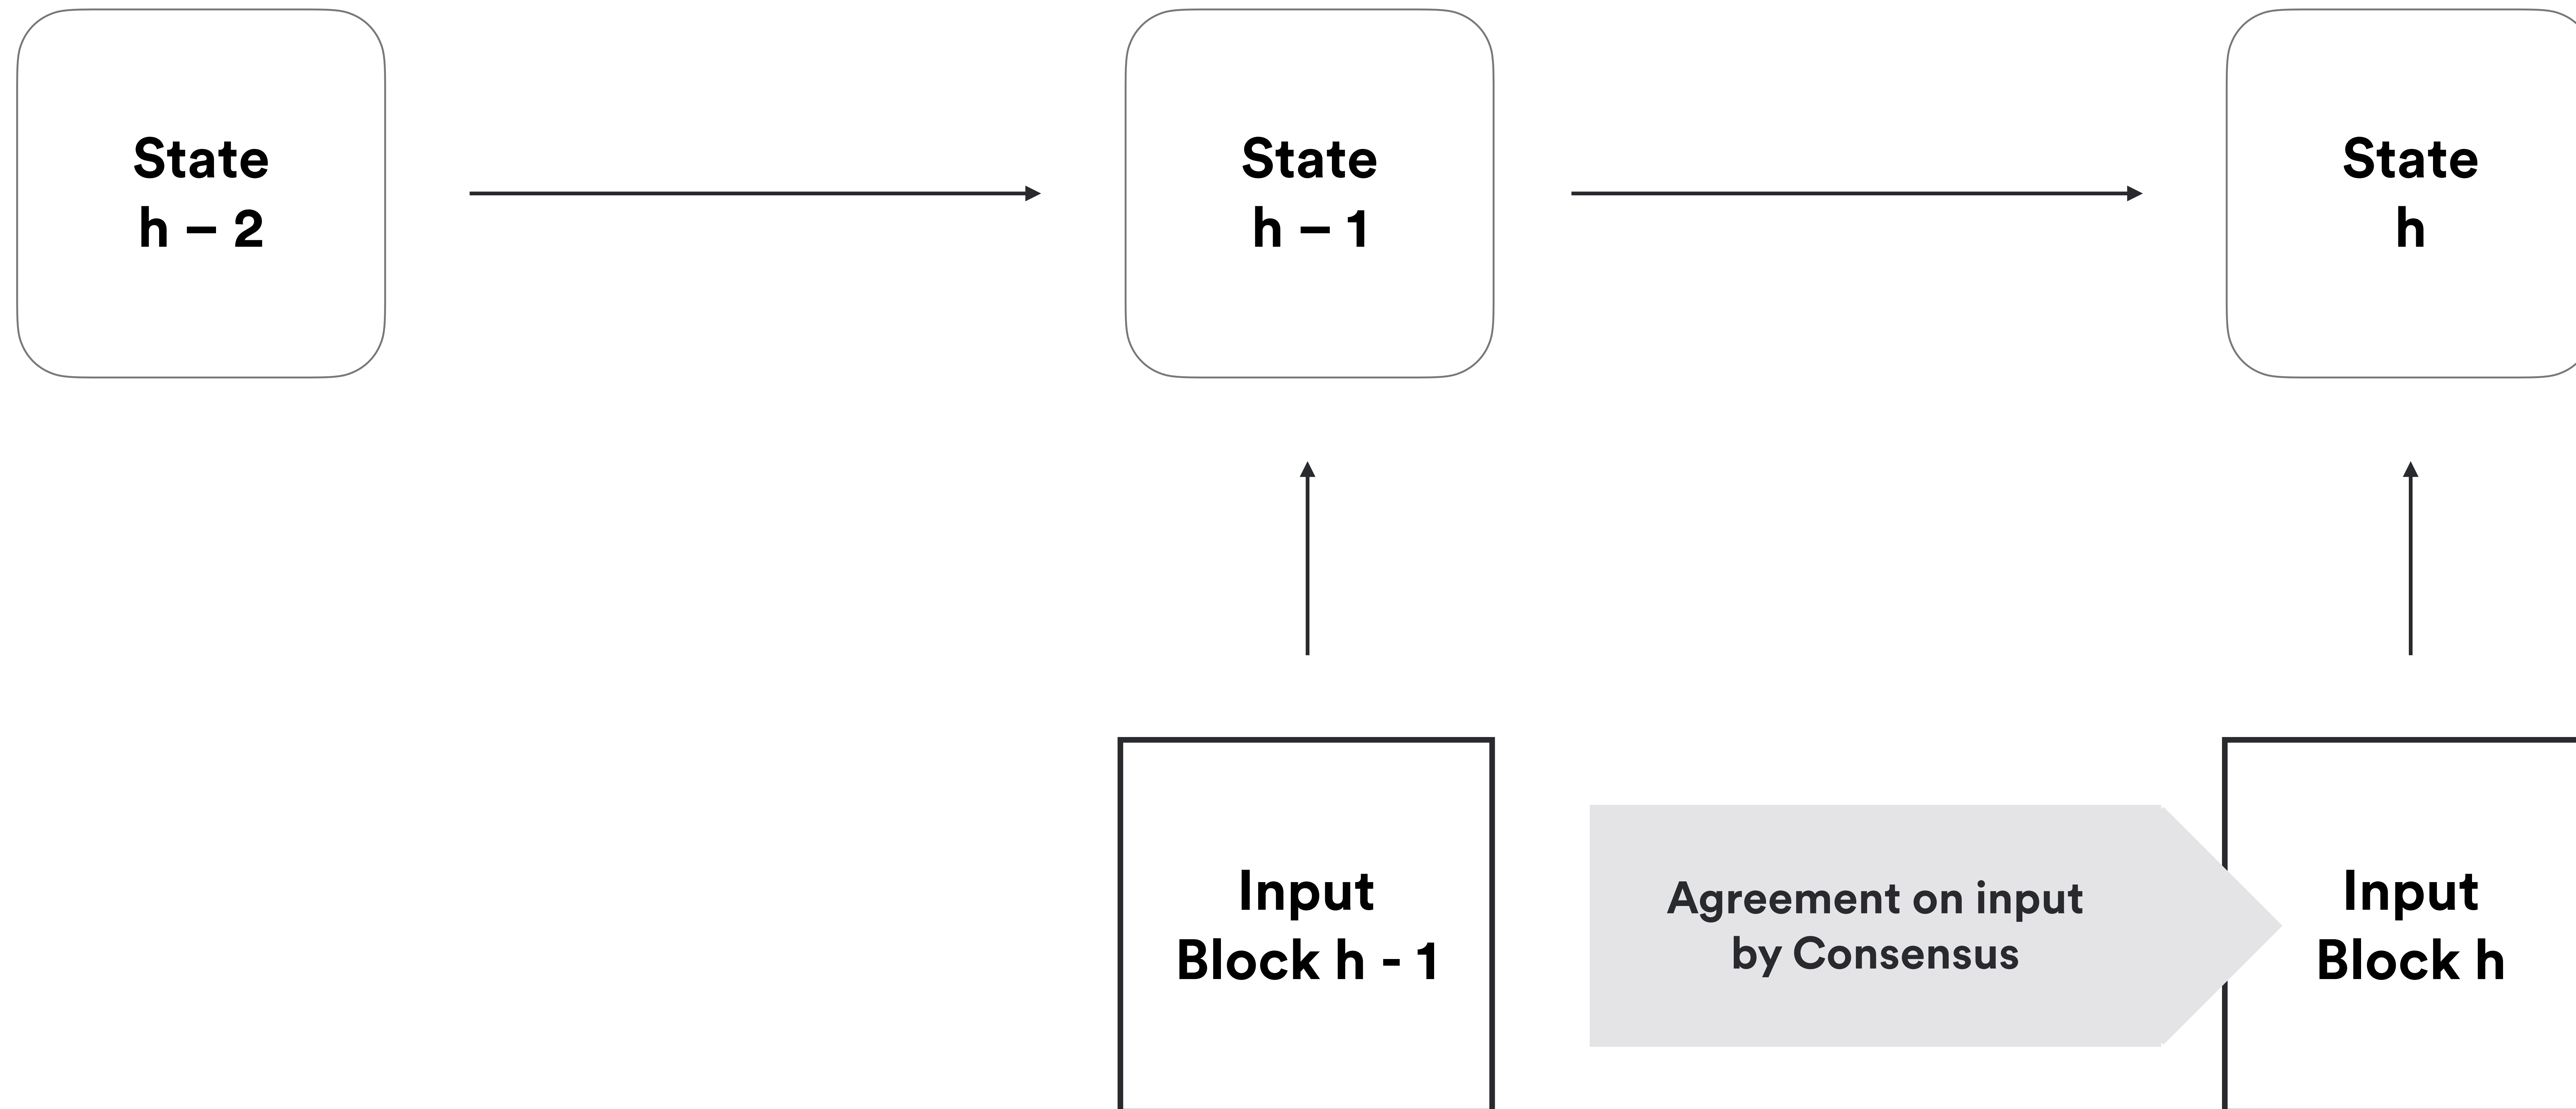 State
h – 2
State
h – 1
State
h
Input
Block h - 1
Agreement on input
by Consensus
Input
Block h